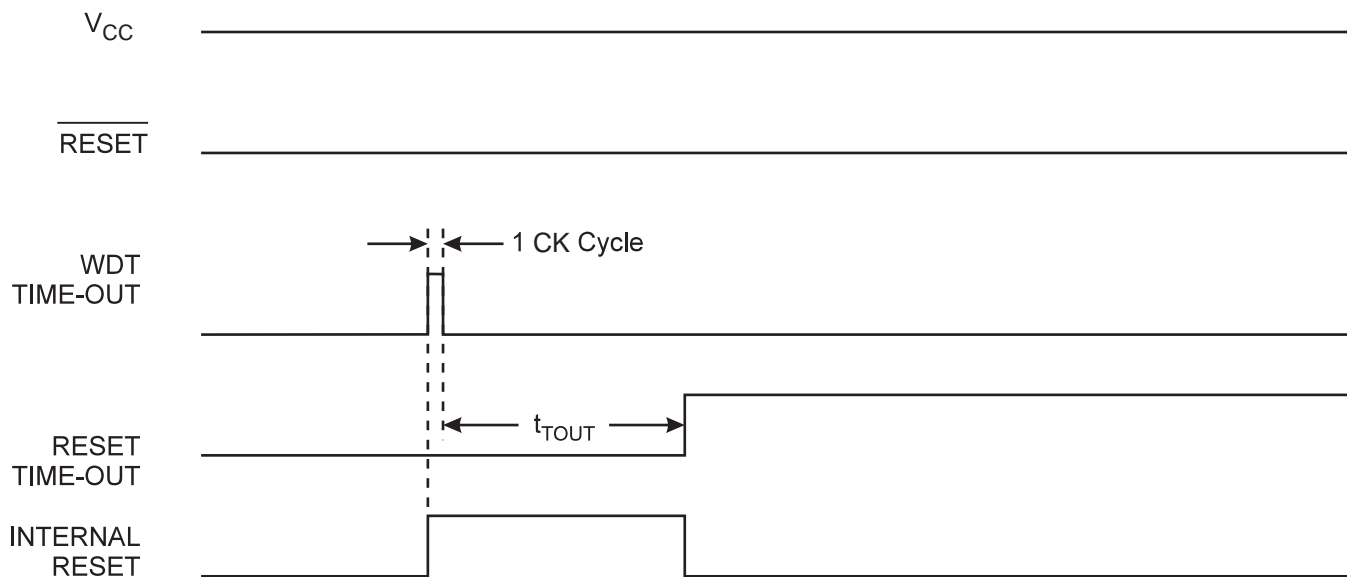 VCC
RESET
1 CK Cycle
WDT
TIME-OUT
tTOUT
RESET
TIME-OUT
INTERNAL
RESET